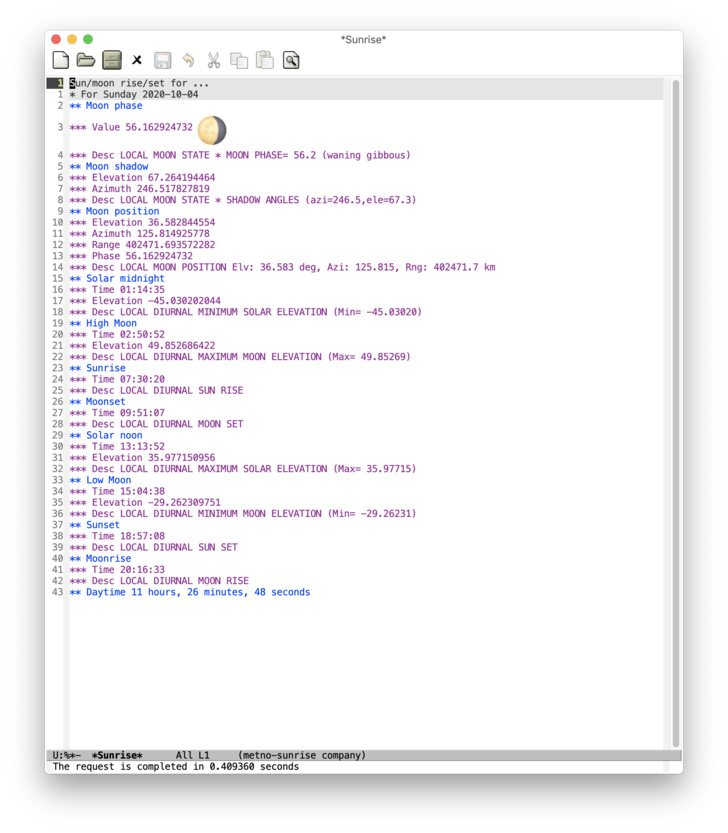 *Sunrise*
1 Sun/moon rise/set for ...
1 * For Sunday 2020-10-04
2 ** Moon phase
3 *** Value 56.162924732
4 *** Desc LOCAL MOON STATE * MOON PHASE= 56.2 (waning gibbous)
5 ** Moon shadow
6 *** Elevation 67.264194464
7 *** Azimuth 246.517827819
8 *** Desc LOCAL MOON STATE * SHADOW ANGLES (azi=246.5,ele=67.3)
9 ** Moon position
10 *** Elevation 36.582844554
11 *** Azimuth 125.814925778
12 *** Range 402471.693572282
13 *** Phase 56.162924732
14 *** Desc LOCAL MOON POSITION Elv: 36.583 deg, Azi: 125.815, Rng: 402471.7 km
15 ** Solar midnight
16 *** Time 01:14:35
17 *** Elevation -45.030202044
18 *** Desc LOCAL DIURNAL MINIMUM SOLAR ELEVATION (Min= -45.03020)
19 ** High Moon
20 *** Time 02:50:52
21 *** Elevation 49.852686422
22 *** Desc LOCAL DIURNAL MAXIMUM MOON ELEVATION (Max= 49.85269)
23 ** Sunrise
24 *** Time 07:30:20
25 *** Desc LOCAL DIURNAL SUN RISE
26 ** Moonset
27 *** Time 09:51:07
28 *** Desc LOCAL DIURNAL MOON SET
29 ** Solar noon
30 *** Time 13:13:52
31 *** Elevation 35.977150956
32 *** Desc LOCAL DIURNAL MAXIMUM SOLAR ELEVATION (Max= 35.97715)
33 ** Low Moon
34 *** Time 15:04:38
35 *** Elevation -29.262309751
36 *** Desc LOCAL DIURNAL MINIMUM MOON ELEVATION (Min= -29.26231)
37 ** Sunset
38 *** Time 18:57:08
39 *** Desc LOCAL DIURNAL SUN SET
40 ** Moonrise
41 *** Time 20:16:33
42 *** Desc LOCAL DIURNAL MOON RISE
43 ** Daytime 11 hours, 26 minutes, 48 seconds
U:%*- *Sunrise* All L1 (metno-sunrise company)
The request is completed in 0.409360 seconds